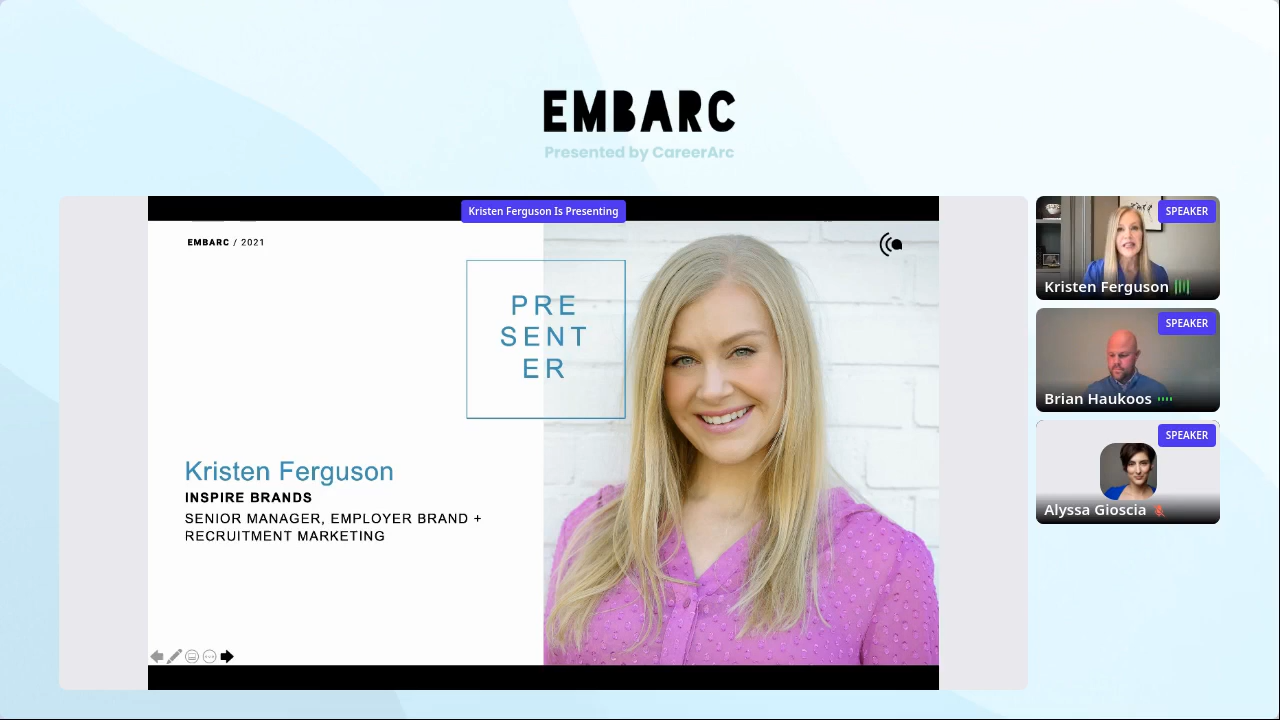 EMBARC
Presented by CareerArc
Kristen Ferguson Is Presenting
EMBARC / 2021
PRE
SENT
ER
Kristen Ferguson
INSPIRE BRANDS
SENIOR MANAGER, EMPLOYER BRAND +
RECRUITMENT MARKETING
SPEAKER
Kristen Ferguson
SPEAKER
Brian Haukoos
SPEAKER
Alyssa Gioscia